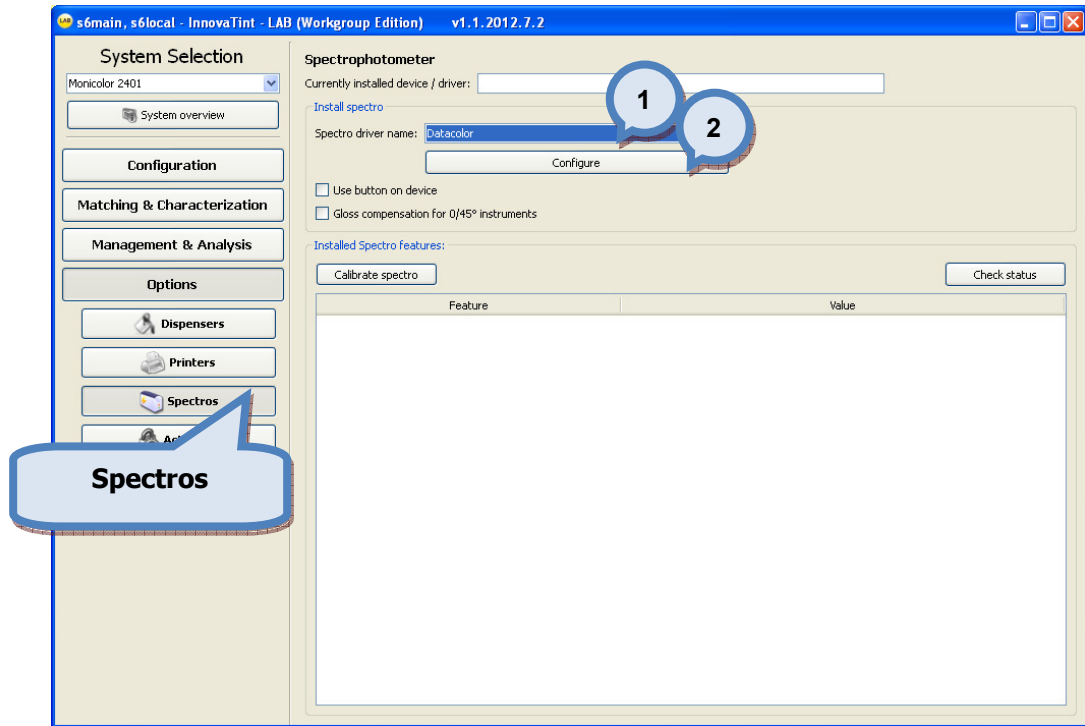 s6main, s6local - InnovaTint - LAB (Workgroup Edition) v1.1.2012.7.2
System Selection
Monicolor 2401
System overview
Configuration
Matching & Characterization
Management & Analysis
Options
Dispensers
Printers
Spectros
Spectros
Spectrophotometer
Currently installed device / driver:
Install spectro
1
Spectro driver name: Datacolor
2
Configure
Use button on device
Gloss compensation for 0/45° instruments
Installed Spectro features:
Calibrate spectro
Check status
Feature Value